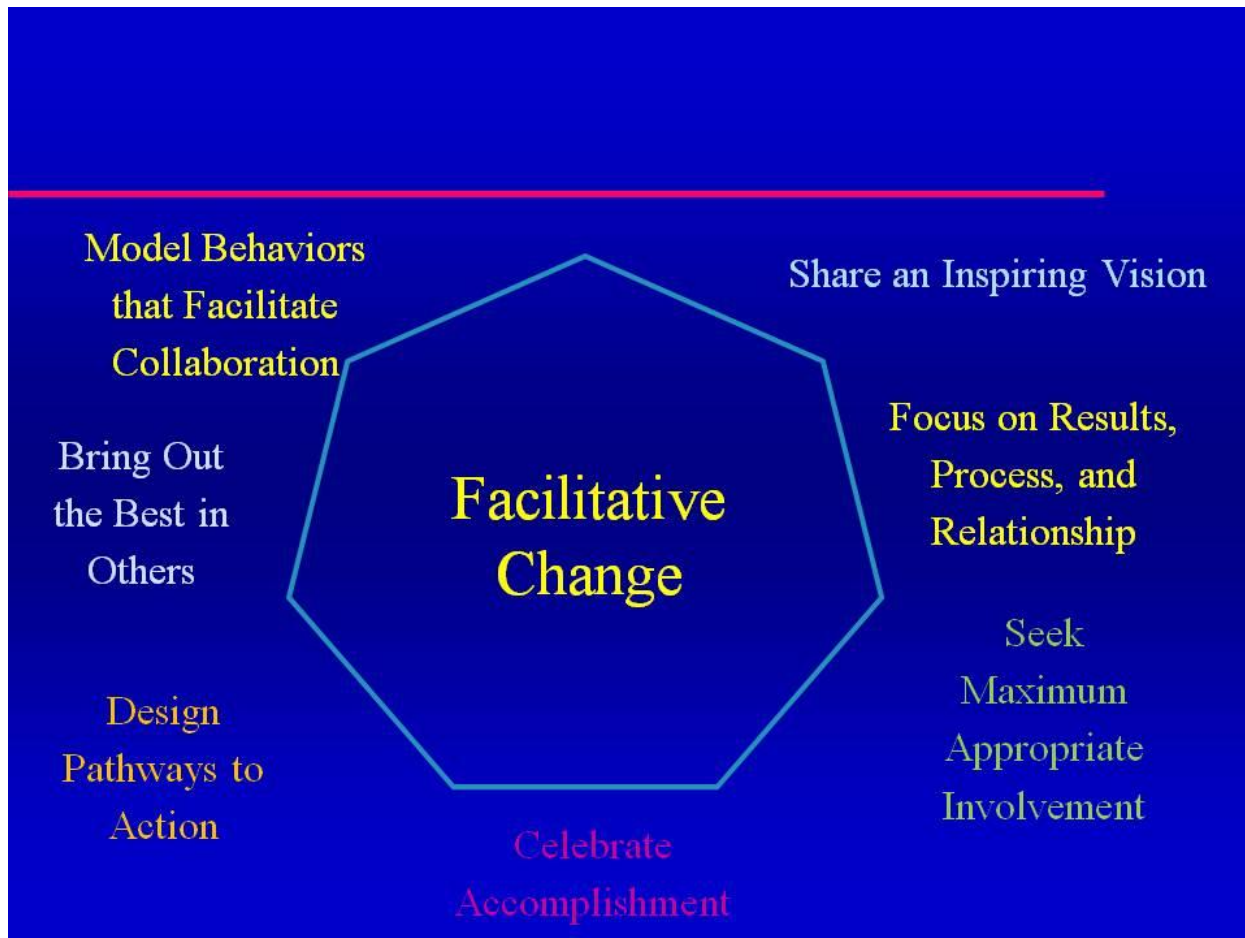 Model Behaviors
that Facilitate
Collaboration
Share an Inspiring Vision
Focus on Results,
Process, and
Relationship
Bring Out
the Best in
Others
Facilitative
Change
Seek
Maximum
Appropriate
Involvement
Design
Pathways to
Action
Celebrate
Accomplishment